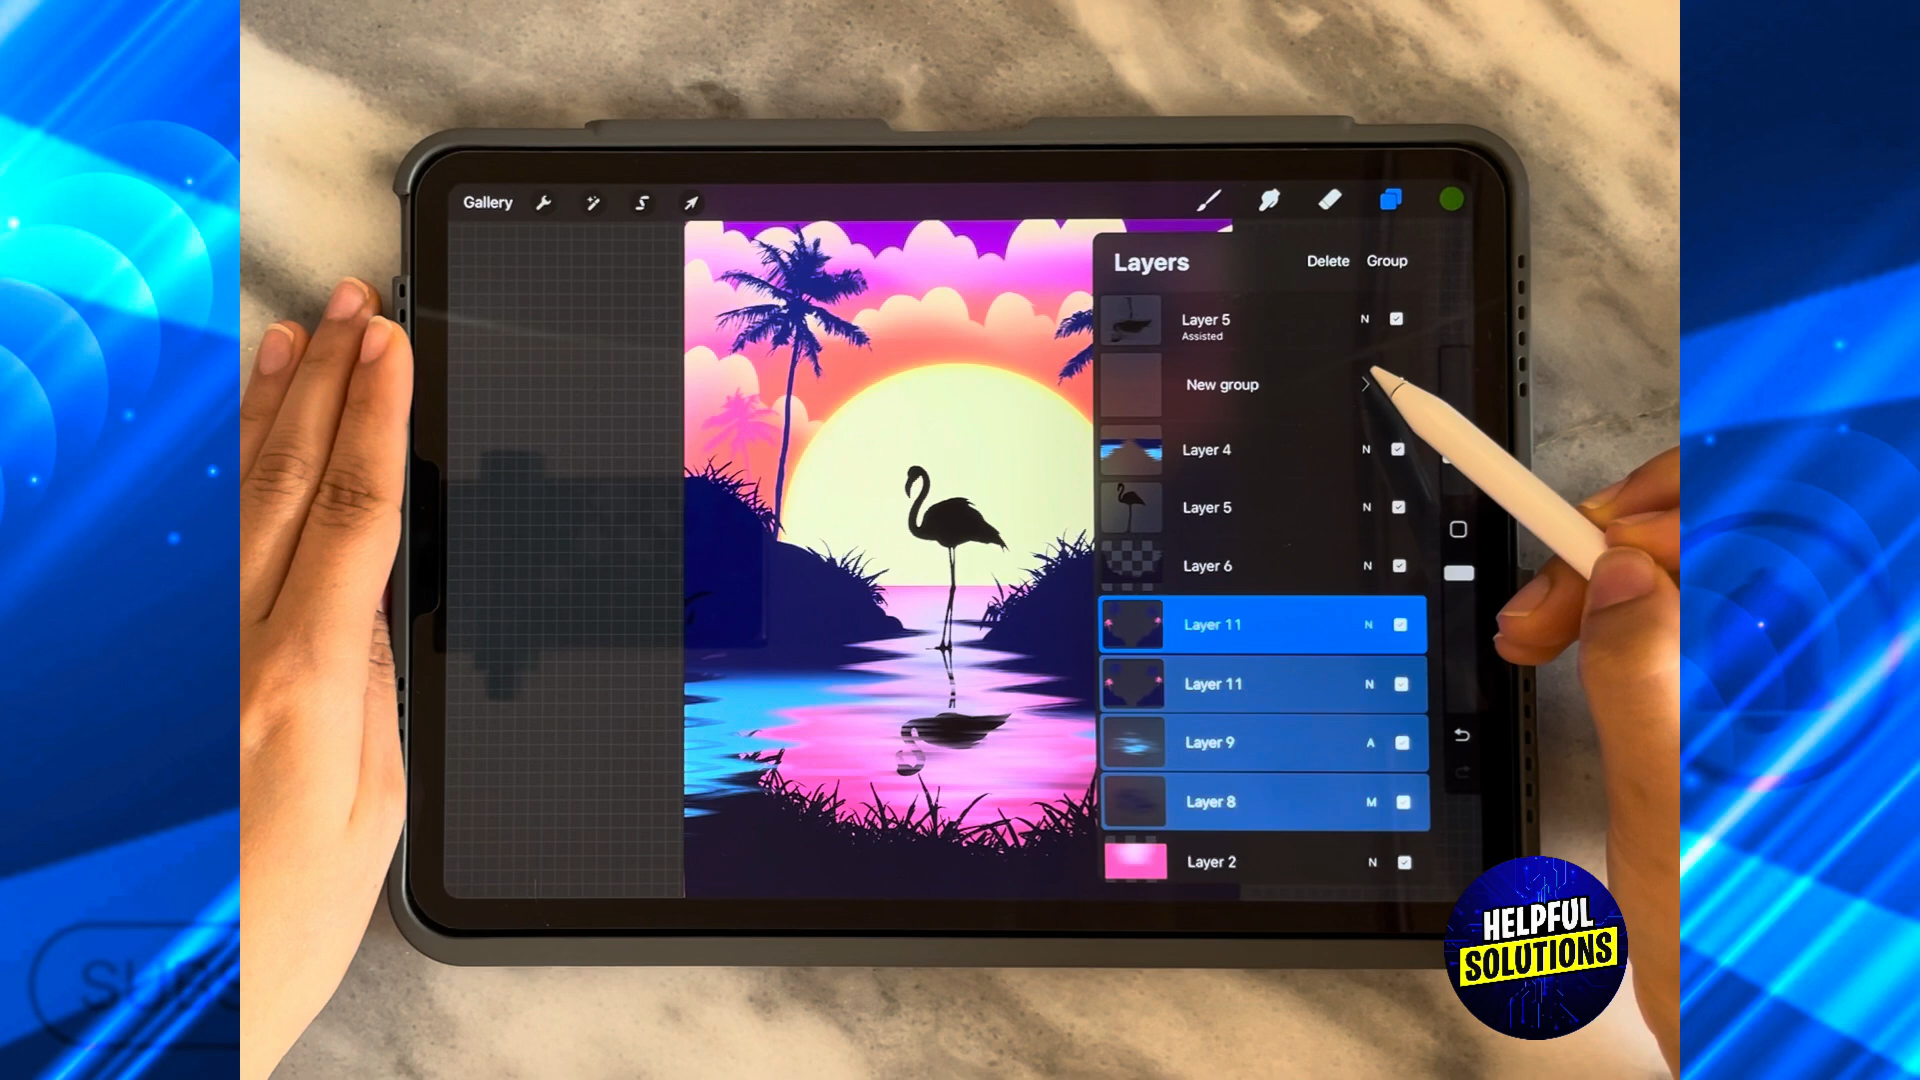 Gallery
Layers
Delete
Group
Layer 5
N
Assisted
New group
Layer 4
N
Layer 5
N
Layer 6
N
Layer 11
N
Layer 11
N
Layer 9
A
Layer 8
M
Layer 2
N
HELPFUL
SOLUTIONS